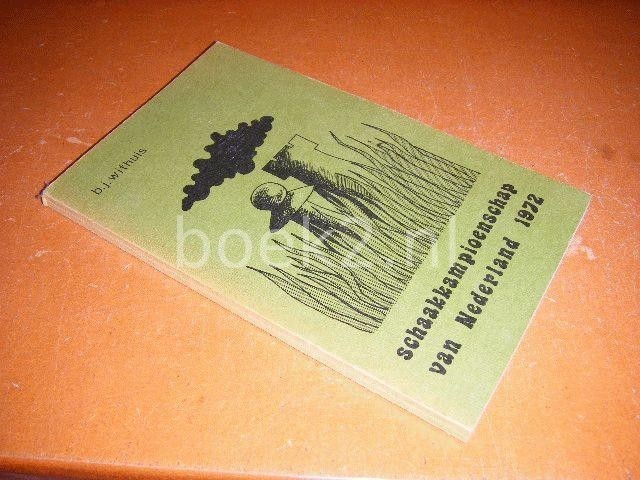 b.j. withuis
boek2.nl
schaakkampioenschap
van Nederland 1972